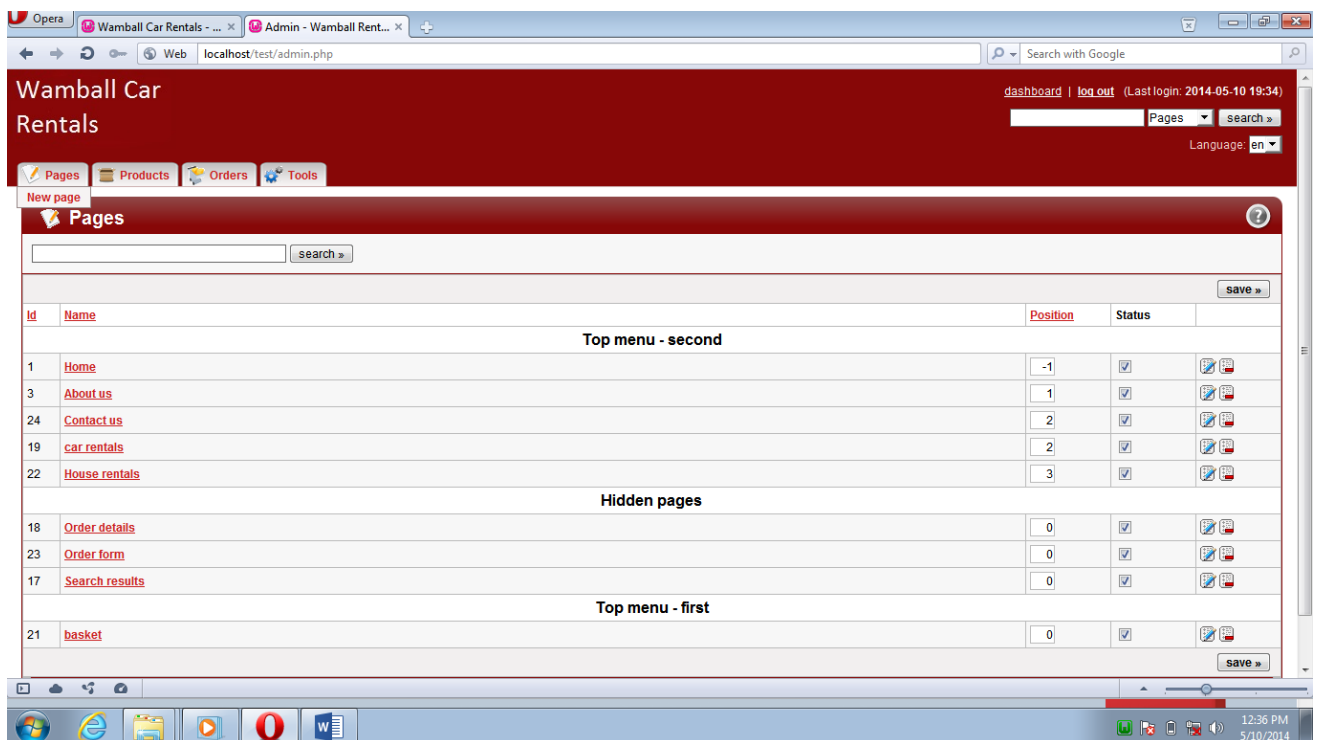 Opera
Wamball Car Rentals - ... ×
Admin - Wamball Rent... ×
Web localhost/test/admin.php
Search with Google
Wamball Car
Rentals
dashboard | log out (Last login: 2014-05-10 19:34)
Pages search »
Language: en
Pages Products Orders Tools
New page
Pages
?
search »
save »
Id Name Position Status
Top menu - second
1 Home -1
3 About us 1
24 Contact us 2
19 car rentals 2
22 House rentals 3
Hidden pages
18 Order details 0
23 Order form 0
17 Search results 0
Top menu - first
21 basket 0
save »
12:36 PM
5/10/2014